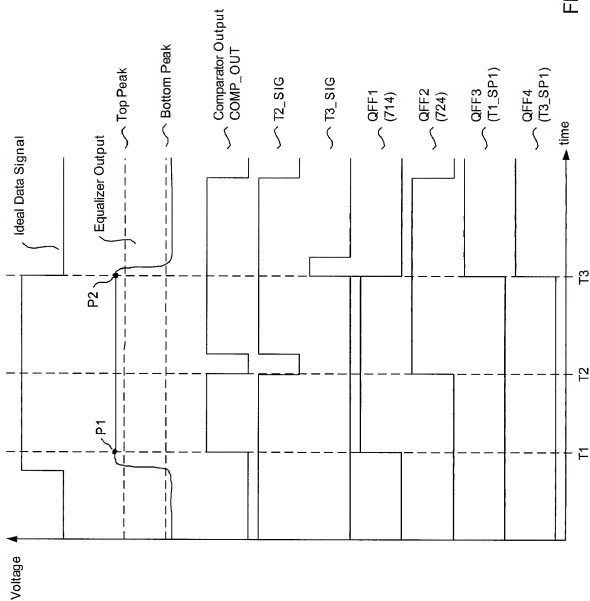 Voltage
Ideal Data Signal
Equalizer Output
Top Peak
Bottom Peak
P1
P2
Comparator Output
COMP_OUT
T2_SIG
T3_SIG
QFF1
(714)
QFF2
(724)
QFF3
(T1_SP1)
QFF4
(T3_SP1)
time
T1
T2
T3